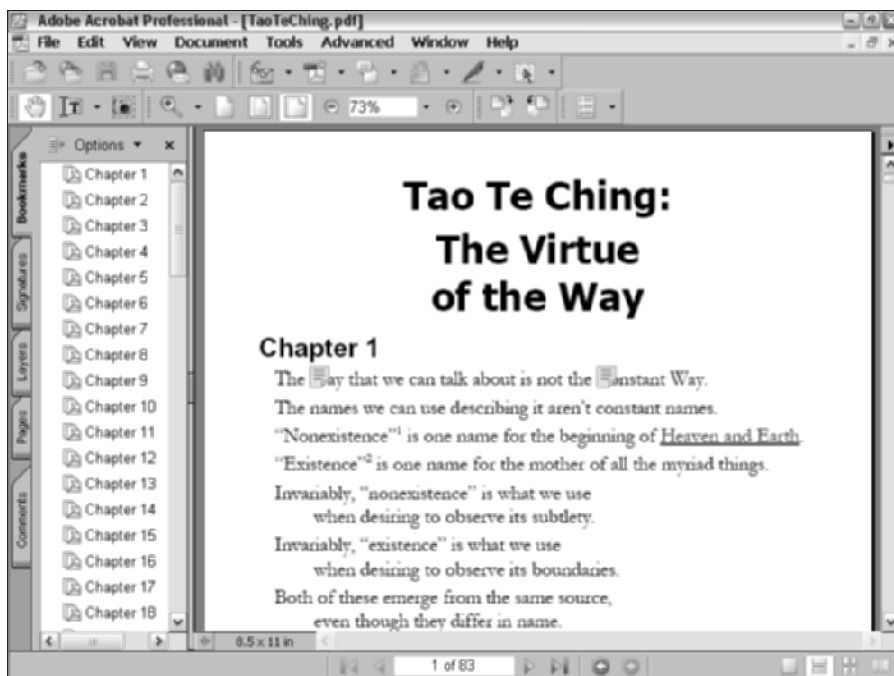 Adobe Acrobat Professional - [TaoTeChing.pdf]
File Edit View Document Tools Advanced Window Help
73%
Options
Bookmarks
Signatures
Layers
Pages
Comments
Chapter 1
Chapter 2
Chapter 3
Chapter 4
Chapter 5
Chapter 6
Chapter 7
Chapter 8
Chapter 9
Chapter 10
Chapter 11
Chapter 12
Chapter 13
Chapter 14
Chapter 15
Chapter 16
Chapter 17
Chapter 18
Tao Te Ching:
The Virtue
of the Way
Chapter 1
The ay that we can talk about is not the onstant Way.
The names we can use describing it aren't constant names.
"Nonexistence"1 is one name for the beginning of Heaven and Earth.
"Existence"2 is one name for the mother of all the myriad things.
Invariably, "nonexistence" is what we use
when desiring to observe its subtlety.
Invariably, "existence" is what we use
when desiring to observe its boundaries.
Both of these emerge from the same source,
even though they differ in name.
8.5 x 11 in
1 of 83